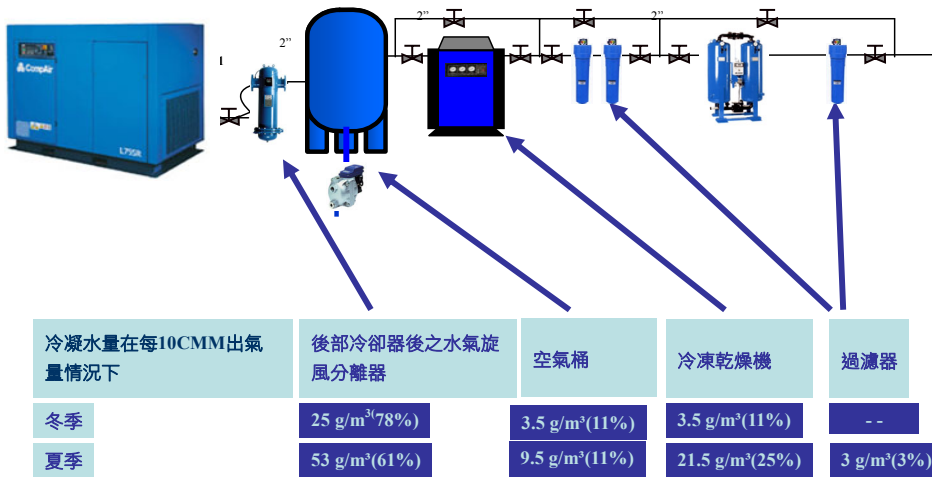 2”
2”
2”
CompAir
L75SR
冷凝水量在每10CMM出氣
量情況下
後部冷卻器後之水氣旋
風分離器
空氣桶
冷凍乾燥機
過濾器
冬季
25 g/m³(78%)
3.5 g/m³(11%)
3.5 g/m³(11%)
--
夏季
53 g/m³(61%)
9.5 g/m³(11%)
21.5 g/m³(25%)
3 g/m³(3%)